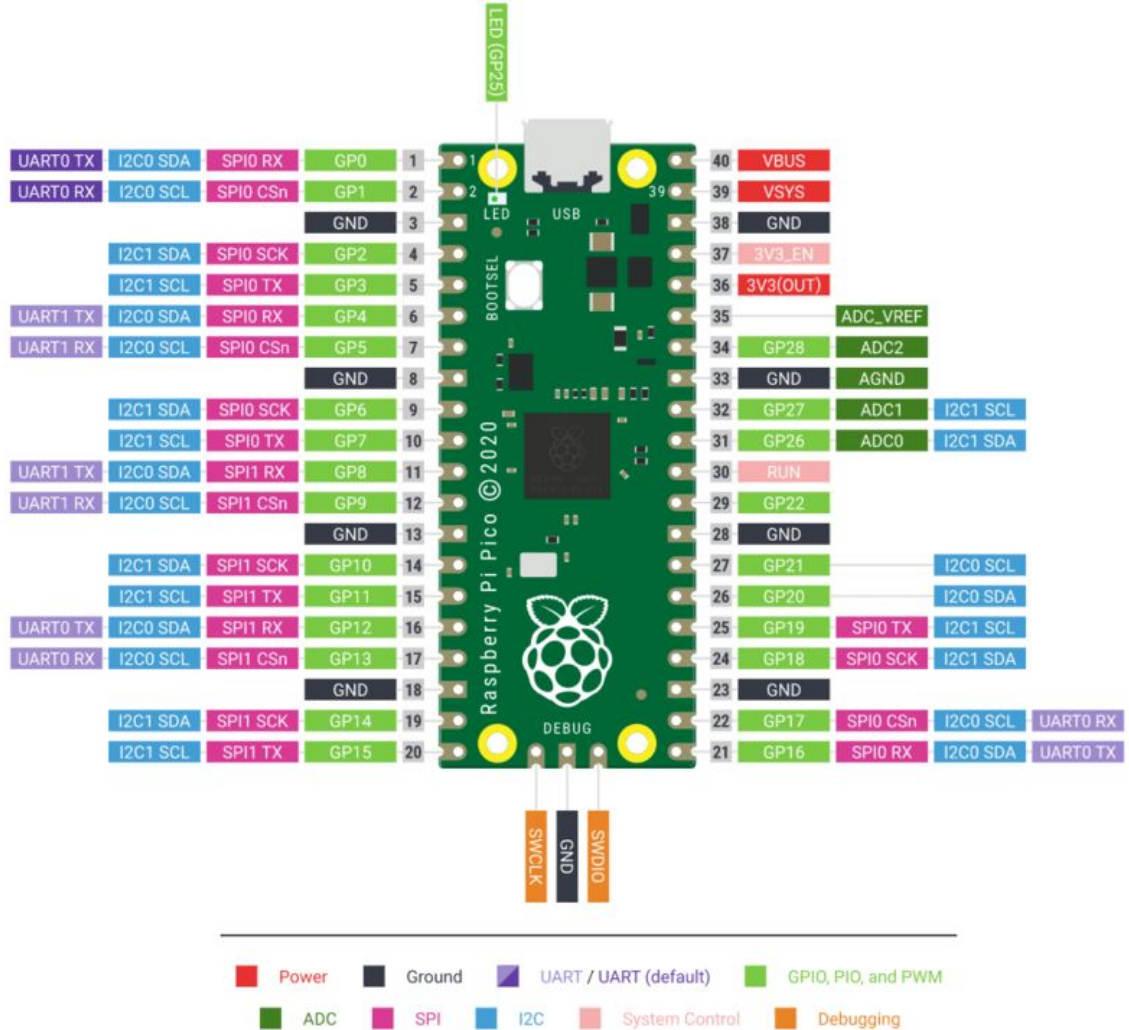 LED (GP25)
UART0 TX I2C0 SDA SPI0 RX GP0 1 1 40 VBUS
UART0 RX I2C0 SCL SPI0 CSn GP1 2 2 39 39 VSYS
LED USB
GND 3 38 GND
I2C1 SDA SPI0 SCK GP2 4 37 3V3_EN
I2C1 SCL SPI0 TX GP3 5 36 3V3(OUT)
BOOTSEL
UART1 TX I2C0 SDA SPI0 RX GP4 6 35 ADC_VREF
UART1 RX I2C0 SCL SPI0 CSn GP5 7 34 GP28 ADC2
GND 8 33 GND AGND
I2C1 SDA SPI0 SCK GP6 9 32 GP27 ADC1 I2C1 SCL
I2C1 SCL SPI0 TX GP7 10 31 GP26 ADC0 I2C1 SDA
UART1 TX I2C0 SDA SPI1 RX GP8 11 30 RUN
UART1 RX I2C0 SCL SPI1 CSn GP9 12 29 GP22
GND 13 28 GND
Raspberry Pi Pico © 2020
I2C1 SDA SPI1 SCK GP10 14 27 GP21 I2C0 SCL
I2C1 SCL SPI1 TX GP11 15 26 GP20 I2C0 SDA
UART0 TX I2C0 SDA SPI1 RX GP12 16 25 GP19 SPI0 TX I2C1 SCL
UART0 RX I2C0 SCL SPI1 CSn GP13 17 24 GP18 SPI0 SCK I2C1 SDA
GND 18 23 GND
I2C1 SDA SPI1 SCK GP14 19 22 GP17 SPI0 CSn I2C0 SCL UART0 RX
DEBUG
I2C1 SCL SPI1 TX GP15 20 21 GP16 SPI0 RX I2C0 SDA UART0 TX
SWCLK
GND
SWDIO
Power Ground UART / UART (default) GPIO, PIO, and PWM
ADC SPI I2C System Control Debugging